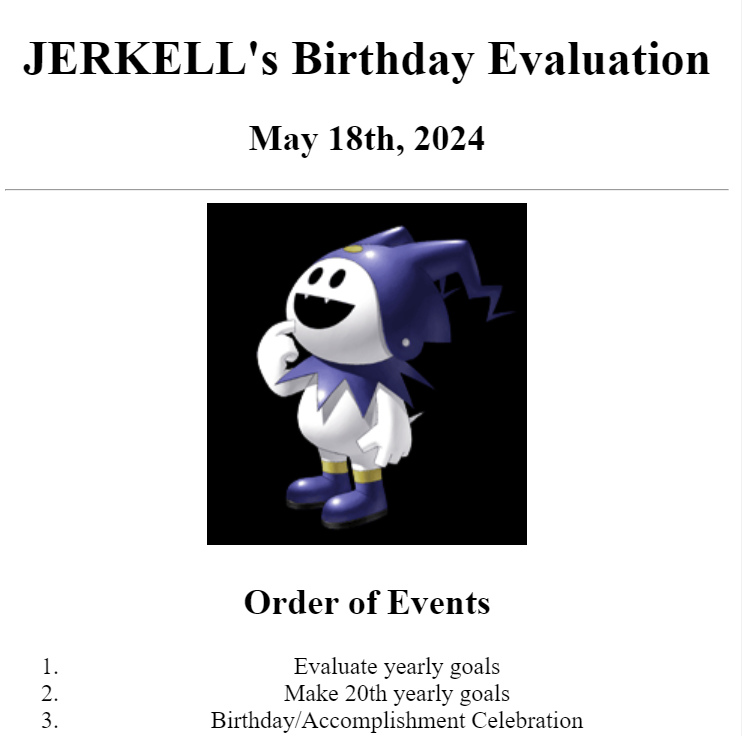 JERKELL's Birthday Evaluation
May 18th, 2024
Order of Events
1. Evaluate yearly goals
2. Make 20th yearly goals
3. Birthday/Accomplishment Celebration